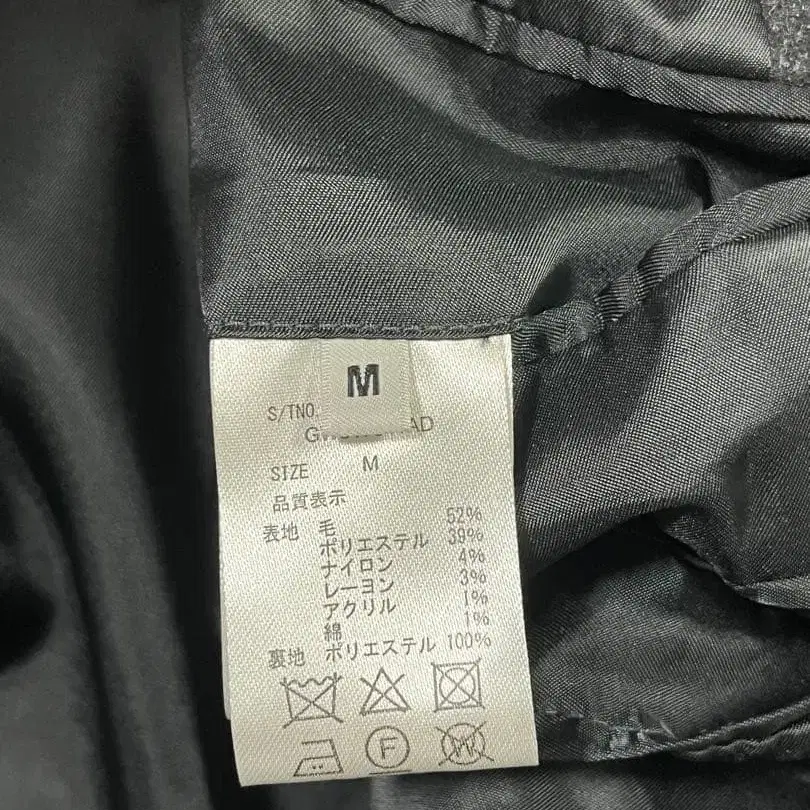 M
S/TNO.
SIZE M
品質表示
表地 毛 52%
ポリエステル 39%
ナイロン 4%
レーヨン 3%
アクリル 1%
綿 1%
裏地 ポリエステル 100%
F
W